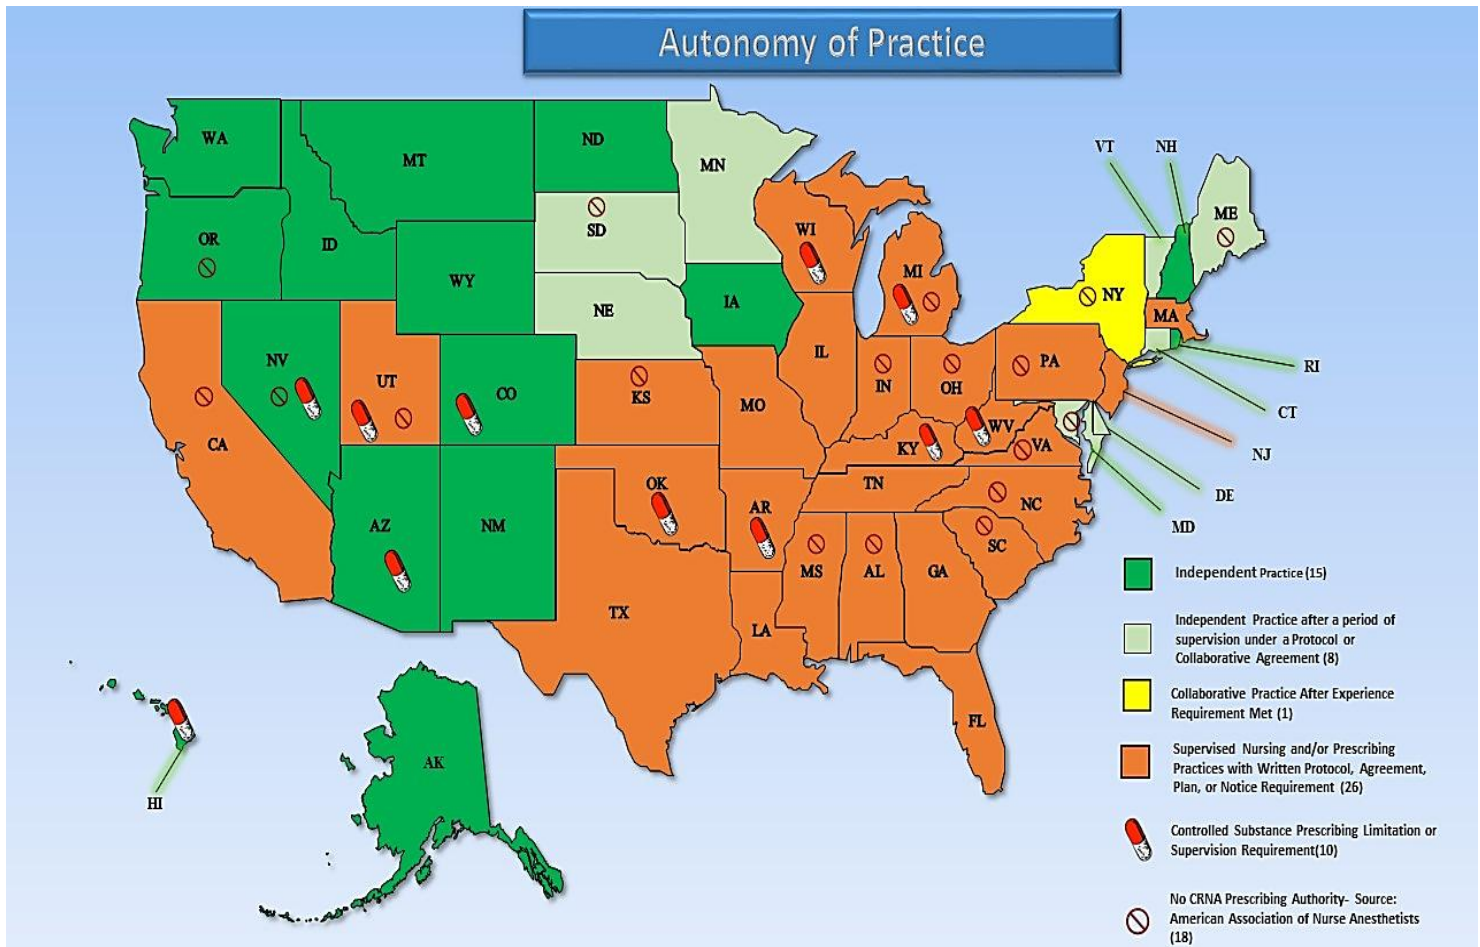 Autonomy of Practice
WA
MT
ND
MN
VT
NH
ME
OR
ID
SD
WI
MI
WY
IA
NY
NE
MA
NV
UT
CO
IL
IN
OH
PA
RI
KS
MO
CT
CA
KY
WV
VA
NJ
OK
TN
DE
AZ
NM
AR
NC
MD
SC
MS
AL
GA
TX
LA
FL
AK
HI
Independent Practice (15)
Independent Practice after a period of
supervision under a Protocol or
Collaborative Agreement (8)
Collaborative Practice After Experience
Requirement Met (1)
Supervised Nursing and/or Prescribing
Practices with Written Protocol, Agreement,
Plan, or Notice Requirement (26)
Controlled Substance Prescribing Limitation or
Supervision Requirement(10)
No CRNA Prescribing Authority- Source:
American Association of Nurse Anesthetists
(18)